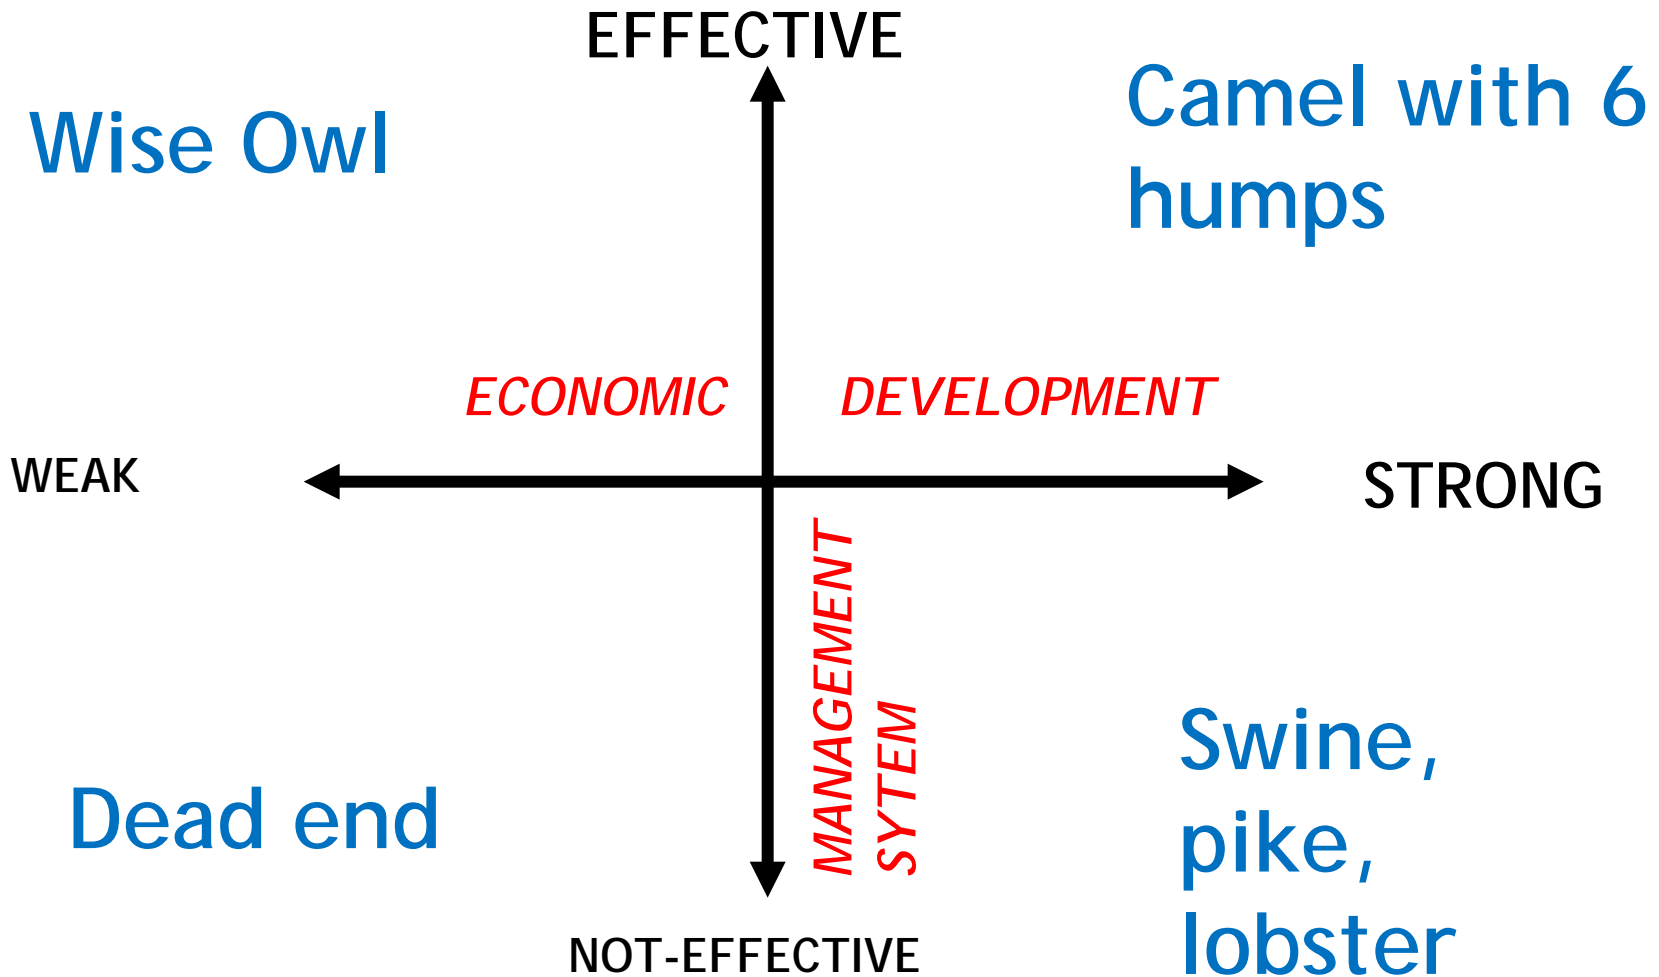 EFFECTIVE
Wise Owl
Camel with 6
humps
ECONOMIC DEVELOPMENT
WEAK
STRONG
MANAGEMENT
SYTEM
Dead end
Swine,
pike,
lobster
NOT-EFFECTIVE